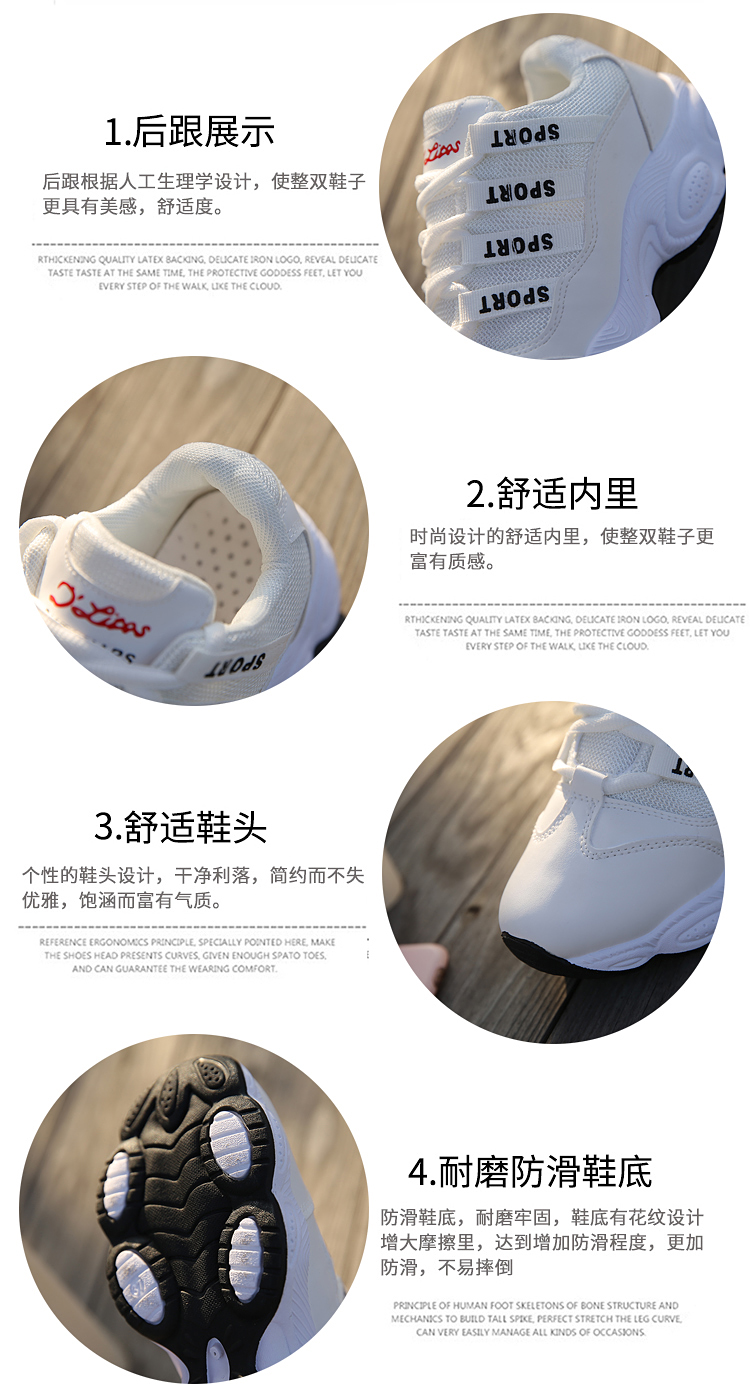 1.后跟展示
后跟根据人工生理学设计，使整双鞋子
更具有美感，舒适度。
RTHICKENING QUALITY LATEX BACKING, DELICATE IRON LOGO, REVEAL DELICATE
TASTE TASTE AT THE SAME TIME, THE PROTECTIVE GODDESS FEET, LET YOU
EVERY STEP OF THE WALK, LIKE THE CLOUD.
SPORT
SPORT
SPORT
SPORT
2.舒适内里
时尚设计的舒适内里，使整双鞋子更
富有质感。
RTHICKENING QUALITY LATEX BACKING, DELICATE IRON LOGO, REVEAL DELICATE
TASTE TASTE AT THE SAME TIME, THE PROTECTIVE GODDESS FEET, LET YOU
EVERY STEP OF THE WALK, LIKE THE CLOUD.
SPORT
3.舒适鞋头
个性的鞋头设计，干净利落，简约而不失
优雅，饱涵而富有气质。
REFERENCE ERGONOMICS PRINCIPLE, SPECIALLY POINTED HERE, MAKE
THE SHOES HEAD PRESENTS CURVES, GIVEN ENOUGH SPATO TOES,
AND CAN GUARANTEE THE WEARING COMFORT.
4.耐磨防滑鞋底
防滑鞋底，耐磨牢固，鞋底有花纹设计
增大摩擦里，达到增加防滑程度，更加
防滑，不易摔倒
PRINCIPLE OF HUMAN FOOT SKELETONS OF BONE STRUCTURE AND
MECHANICS TO BUILD TALL SPIKE, PERFECT STRETCH THE LEG CURVE,
CAN VERY EASILY MANAGE ALL KINDS OF OCCASIONS.